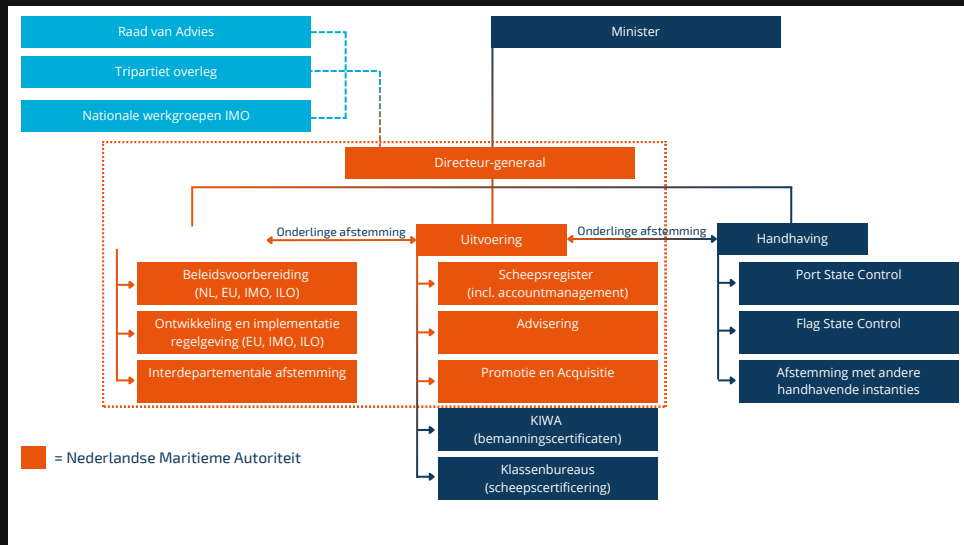 Raad van Advies
Minister
Tripartiet overleg
Nationale werkgroepen IMO
Directeur-generaal
Onderlinge afstemming
Uitvoering
Onderlinge afstemming
Handhaving
Beleidsvoorbereiding
(NL, EU, IMO, ILO)
Ontwikkeling en implementatie
regelgeving (EU, IMO, ILO)
Interdepartementale afstemming
Scheepsregister
(incl. accountmanagement)
Advisering
Promotie en Acquisitie
KIWA
(bemanningscertificaten)
Klassenbureaus
(scheepscertificering)
Port State Control
Flag State Control
Afstemming met andere
handhavende instanties
= Nederlandse Maritieme Autoriteit